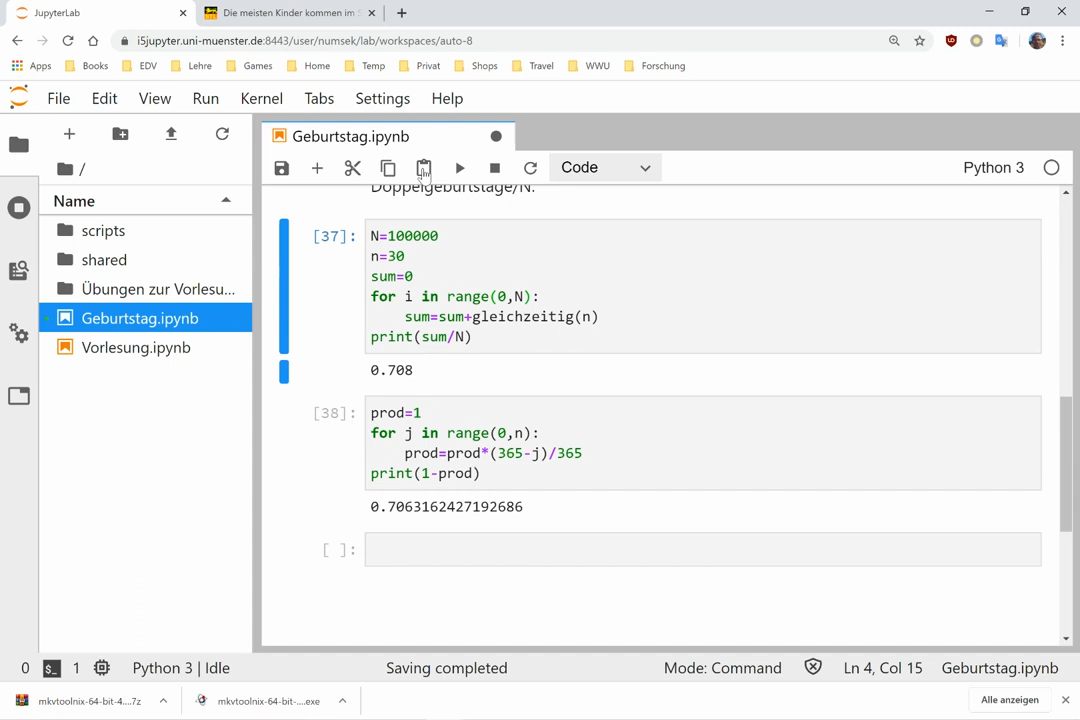 JupyterLab
Die meisten Kinder kommen im S
i5jupyter.uni-muenster.de:8443/user/numsek/lab/workspaces/auto-8
Apps Books EDV Lehre Games Home Temp Privat Shops Travel WWU Forschung
File Edit View Run Kernel Tabs Settings Help
Geburtstag.ipynb
Code
Python 3
/
Name
scripts
shared
Übungen zur Vorlesu...
Geburtstag.ipynb
Vorlesung.ipynb
Doppelgeburtstage/N.
[37]:
N=100000
n=30
sum=0
for i in range(0,N):
sum=sum+gleichzeitig(n)
print(sum/N)
0.708
[38]:
prod=1
for j in range(0,n):
prod=prod*(365-j)/365
print(1-prod)
0.7063162427192686
[ ]:
0 $_ 1 Python 3 | Idle Saving completed Mode: Command Ln 4, Col 15 Geburtstag.ipynb
mkvtoolnix-64-bit-4....7z mkvtoolnix-64-bit-....exe Alle anzeigen